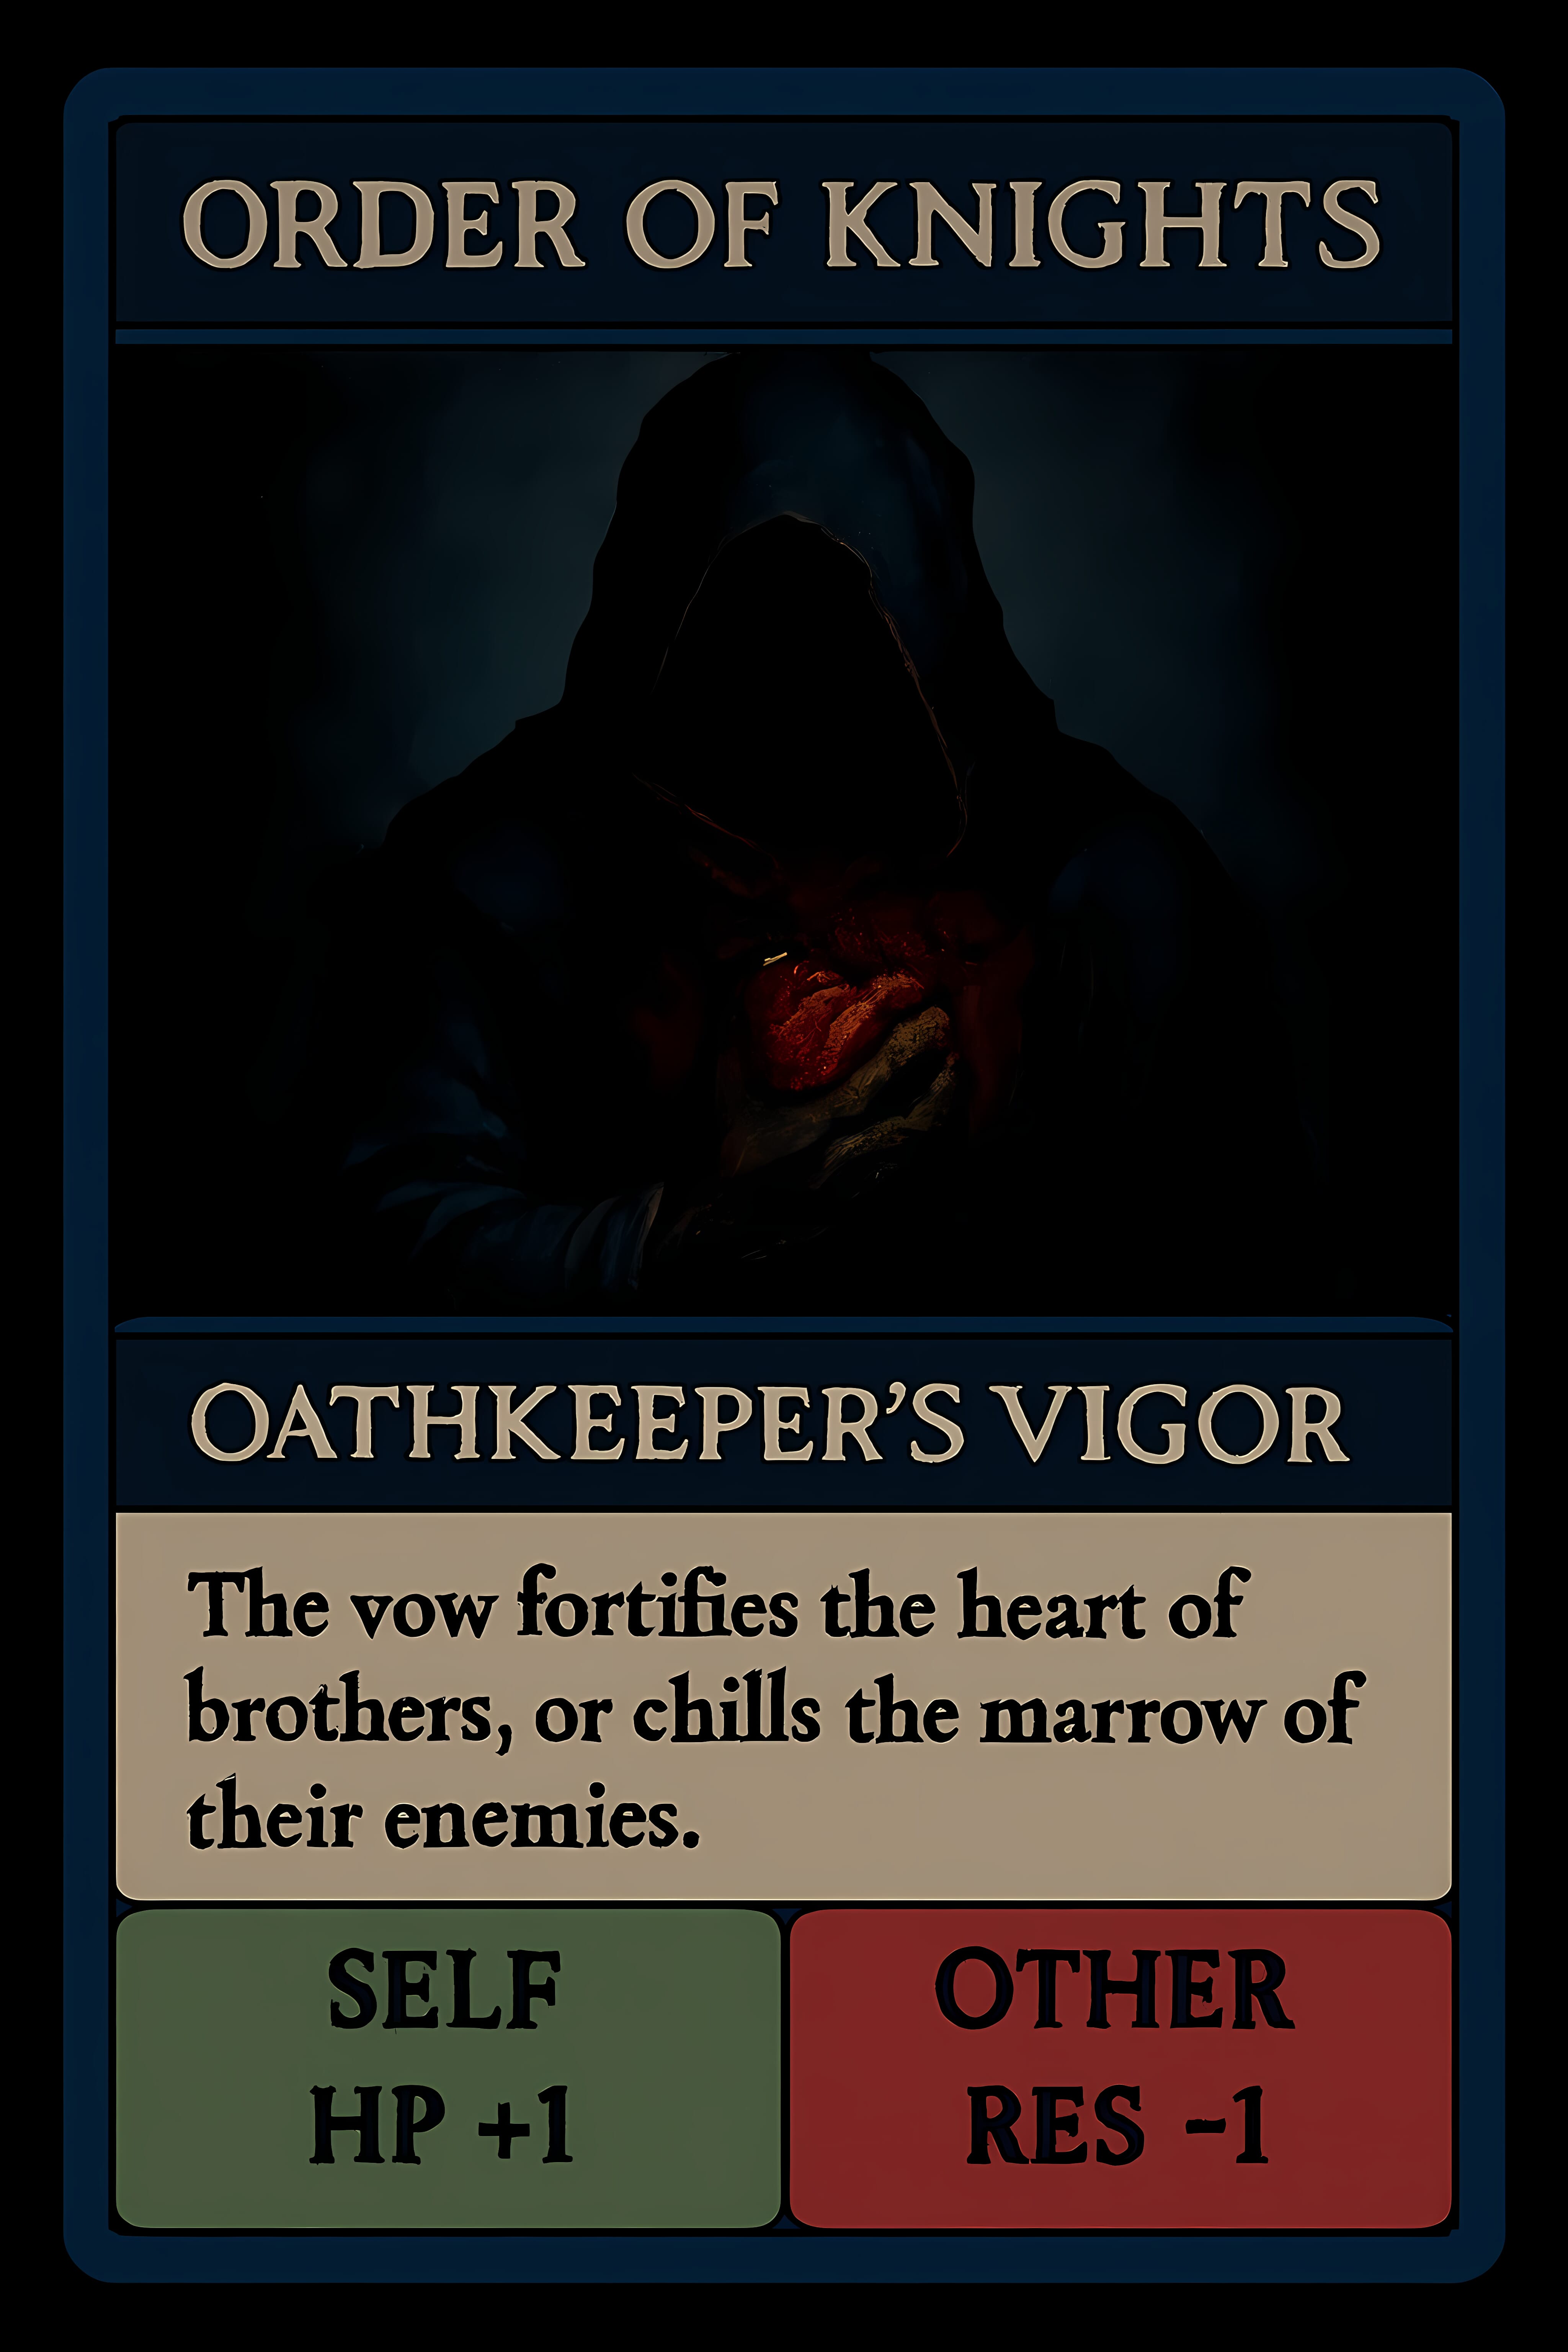 ORDER OF KNIGHTS
OATHKEEPER'S VIGOR
The vow fortifies the heart of
brothers, or chills the marrow of
their enemies.
SELF
HP +1
OTHER
RES -1